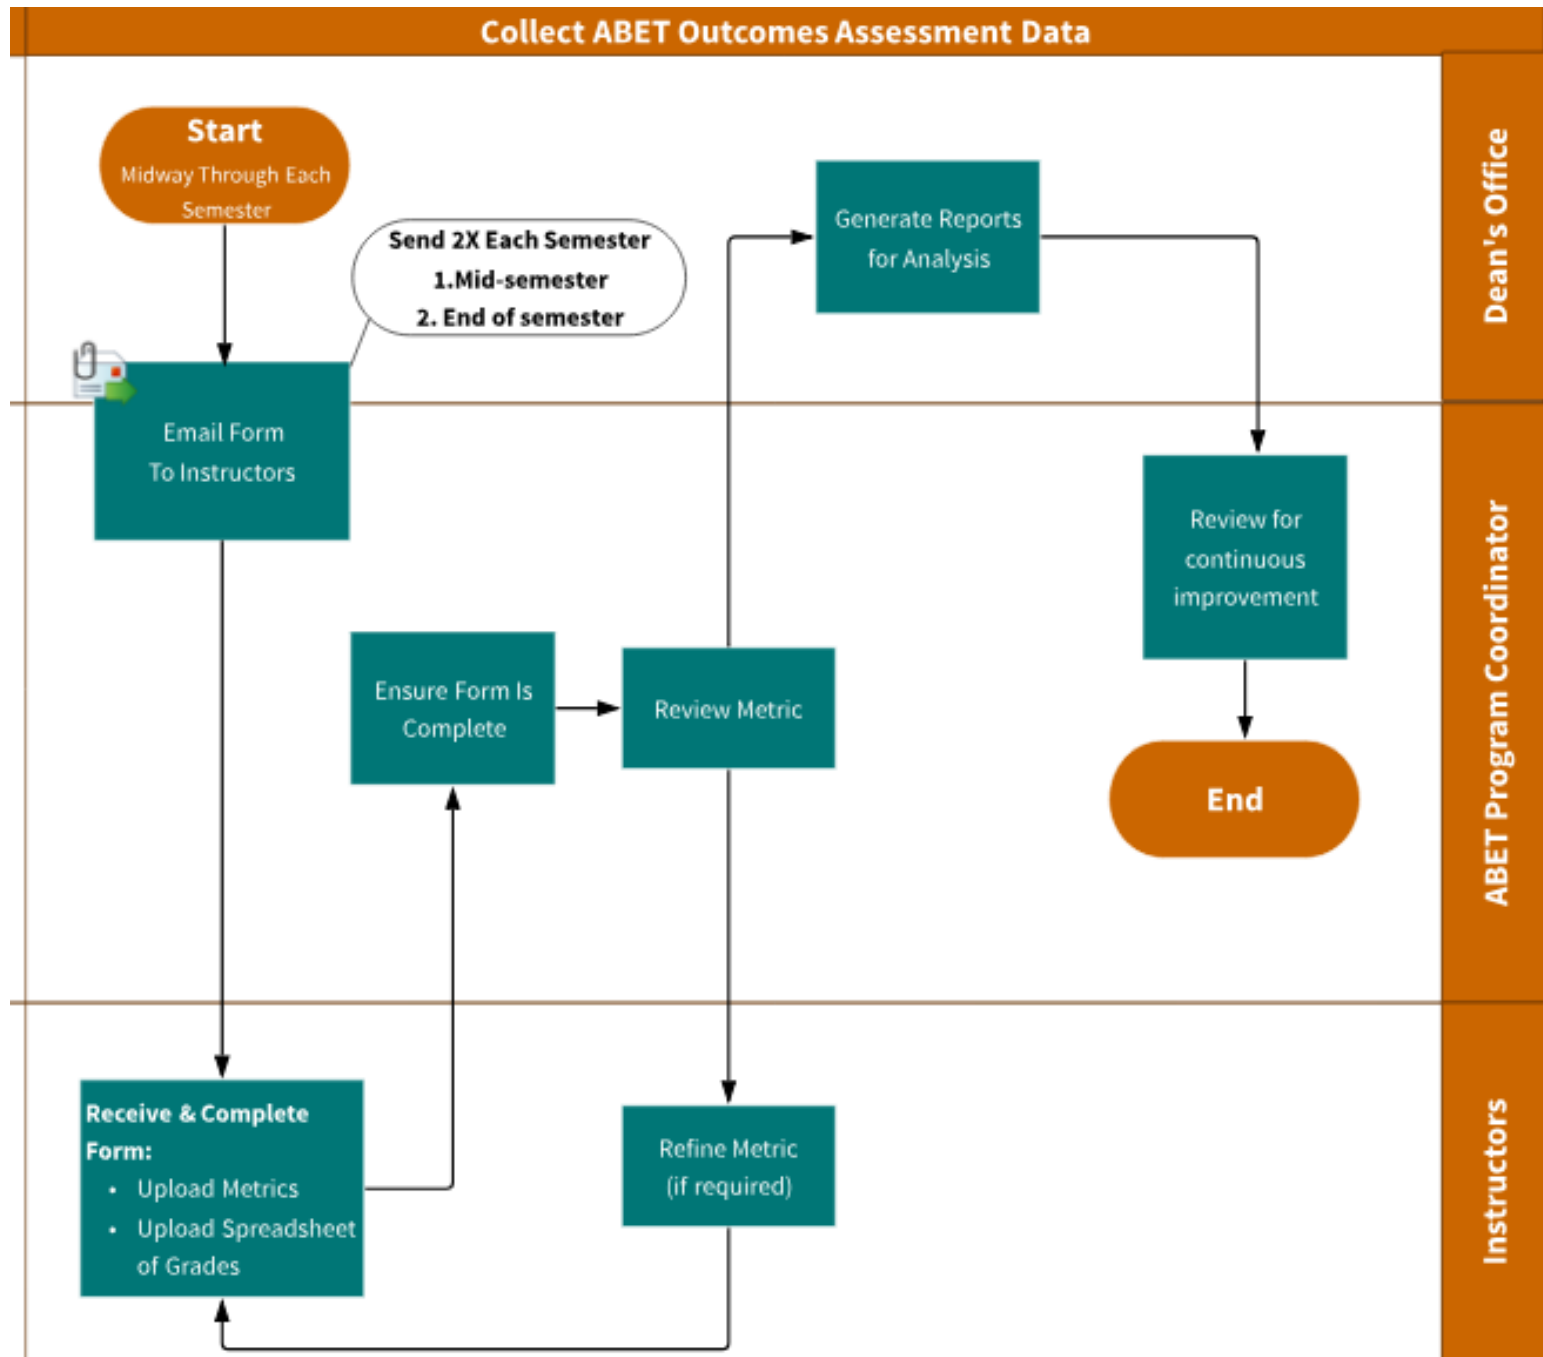 Collect ABET Outcomes Assessment Data
Start
Midway Through Each
Semester
Send 2X Each Semester
1.Mid-semester
2. End of semester
Generate Reports
for Analysis
Dean's Office
Email Form
To Instructors
Review for
continuous
improvement
Ensure Form Is
Complete
Review Metric
End
ABET Program Coordinator
Receive & Complete
Form:
• Upload Metrics
• Upload Spreadsheet
of Grades
Refine Metric
(if required)
Instructors